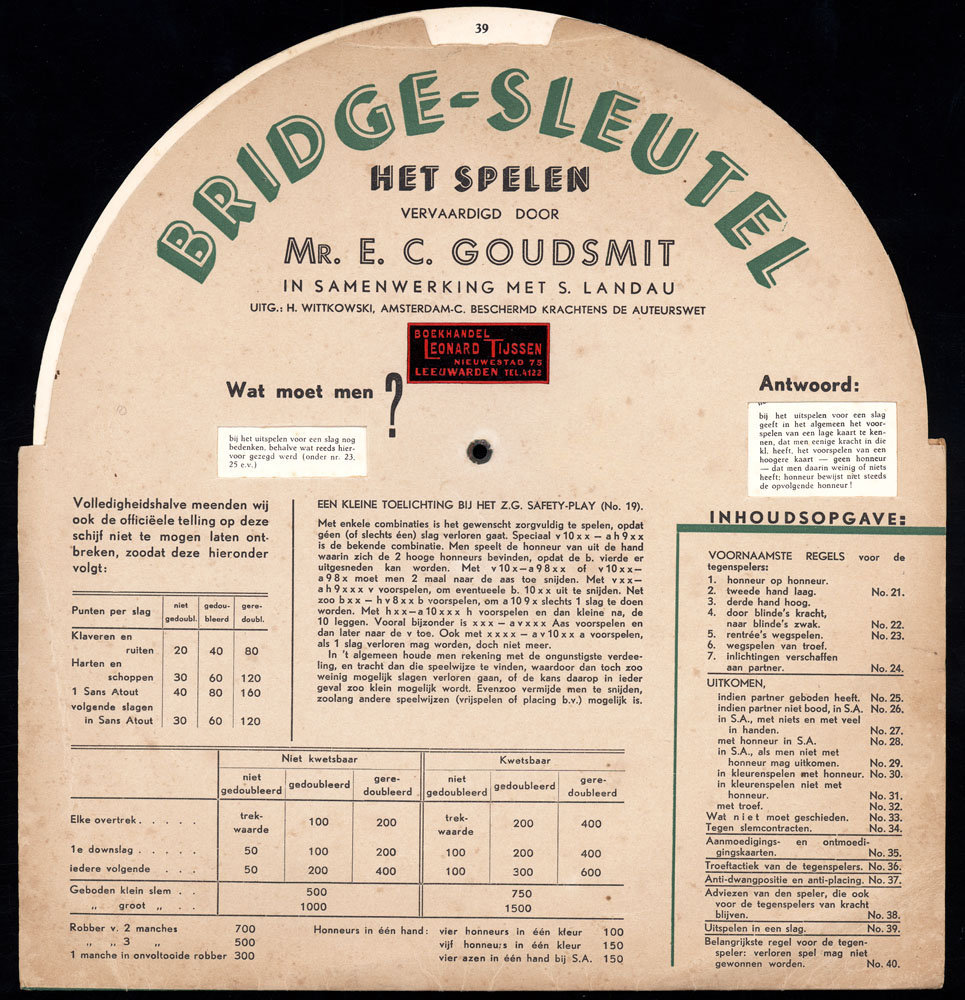 39
BRIDGE-SLEUTEL
HET SPELEN
VERVAARDIGD DOOR
MR. E. C. GOUDSMIT
IN SAMENWERKING MET S. LANDAU
UITG.: H. WITTKOWSKI, AMSTERDAM-C. BESCHERMD KRACHTENS DE AUTEURSWET
BOEKHANDEL
LEONARD TIJSSEN
NIEUWESTAD 75
LEEUWARDEN TEL.4122
Wat moet men ?
bij het uitspelen voor een slag nog
bedenken, behalve wat reeds hier-
voor gezegd werd (onder nr. 23,
25 e.v.)
Antwoord:
bij het uitspelen voor een slag
geeft in het algemeen het voor-
spelen van een lage kaart te ken-
nen, dat men eenige kracht in die
kl. heeft, het voorspelen van een
hoogere kaart — geen honneur
— dat men daarin weinig of niets
heeft; honneur bewijst niet steeds
de opvolgende honneur!
Volledigheidshalve meenden wij
ook de officiëele telling op deze
schijf niet te mogen laten ont-
breken, zoodat deze hieronder
volgt:
Punten per slag niet gedoubl. gedou-bleerd gere-doubl.
Klaveren en
ruiten 20 40 80
Harten en
schoppen 30 60 120
1 Sans Atout 40 80 160
volgende slagen
in Sans Atout 30 60 120
EEN KLEINE TOELICHTING BIJ HET Z.G. SAFETY-PLAY (No. 19).
Met enkele combinaties is het gewenscht zorgvuldig te spelen, opdat
géen (of slechts éen) slag verloren gaat. Speciaal v 10 x x — a h 9 x x
is de bekende combinatie. Men speelt de honneur van uit de hand
waarin zich de 2 hooge honneurs bevinden, opdat de b. vierde er
uitgesneden kan worden. Met v 10 x—a 9 8 x x of v 10 x x—
a 9 8 x moet men 2 maal naar de aas toe snijden. Met v x x—
a h 9 x x x v voorspelen, om eventueele b. 10 x x uit te snijden. Net
zoo b x x — h v 8 x x b voorspelen, om a 10 9 x slechts 1 slag te doen
worden. Met h x x—a 10 x x x h voorspelen en dan kleine na, de
10 leggen. Vooral bijzonder is x x x — a v x x x Aas voorspelen en
dan later naar de v toe. Ook met x x x x — a v 10 x x a voorspelen,
als 1 slag verloren mag worden, doch niet meer.
In 't algemeen houde men rekening met de ongunstigste verdee-
ling, en tracht dan die speelwijze te vinden, waardoor dan toch zoo
weinig mogelijk slagen verloren gaan, of de kans daarop in ieder
geval zoo klein mogelijk wordt. Evenzoo vermijde men te snijden,
zoolang andere speelwijzen (vrijspelen of placing b.v.) mogelijk is.
INHOUDSOPGAVE:
VOORNAAMSTE REGELS voor de
tegenspelers:
1. honneur op honneur.
2. tweede hand laag. No. 21.
3. derde hand hoog.
4. door blinde's kracht,
naar blinde's zwak. No. 22.
5. rentrée's wegspelen. No. 23.
6. wegspelen van troef.
7. inlichtingen verschaffen
aan partner. No. 24.
UITKOMEN,
indien partner geboden heeft. No. 25.
indien partner niet bood, in S.A. No. 26.
in S.A., met niets en met veel
in handen. No. 27.
met honneur in S.A. No. 28.
in S.A., als men niet met
honneur mag uitkomen. No. 29.
in kleurenspelen met honneur. No. 30.
in kleurenspelen niet met
honneur. No. 31.
met troef. No. 32.
Wat niet moet geschieden. No. 33.
Tegen slemcontracten. No. 34.
Aanmoedigings- en ontmoedi-
gingskaarten. No. 35.
Troeftactiek van de tegenspelers. No. 36.
Anti-dwangpositie en anti-placing. No. 37.
Adviezen van den speler, die ook
voor de tegenspelers van kracht
blijven. No. 38.
Uitspelen in een slag. No. 39.
Belangrijkste regel voor de tegen-
speler: verloren spel mag niet
gewonnen worden. No. 40.
Niet kwetsbaar Kwetsbaar
niet gedoubleerd gedoubleerd gere-doubleerd niet gedoubleerd gedoubleerd gere-doubleerd
Elke overtrek . . . . . trek-waarde 100 200 trek-waarde 200 400
1e downslag . . . . . 50 100 200 100 200 400
iedere volgende . . . . 50 200 400 100 300 600
Geboden klein slem . . 500 750
„ groot „ . . 1000 1500
Robber v. 2 manches 700
„ „ 3 „ 500
1 manche in onvoltooide robber 300
Honneurs in één hand: vier honneurs in één kleur 100
vijf honneurs in één kleur 150
vier azen in één hand bij S.A. 150